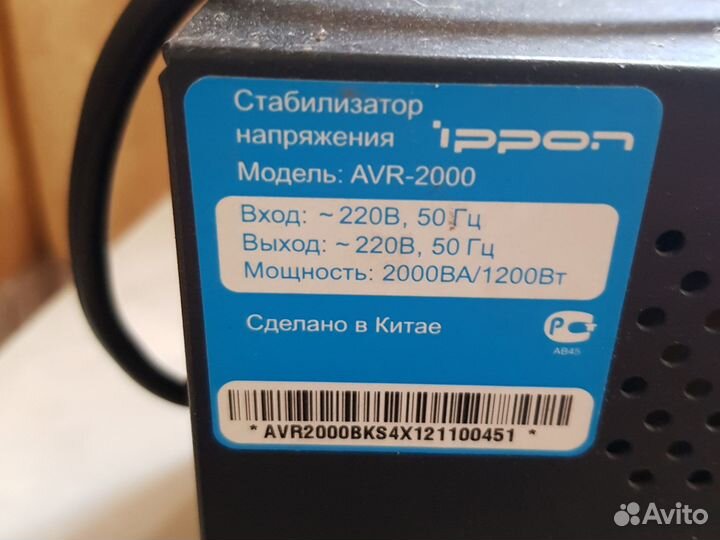 Стабилизатор
напряжения ippon
Модель: AVR-2000
Вход: ~ 220В, 50 Гц
Выход: ~ 220В, 50 Гц
Мощность: 2000ВА/1200Вт
Сделано в Китае
РС
АВ45
* AVR2000BKS4X121100451 *
Avito